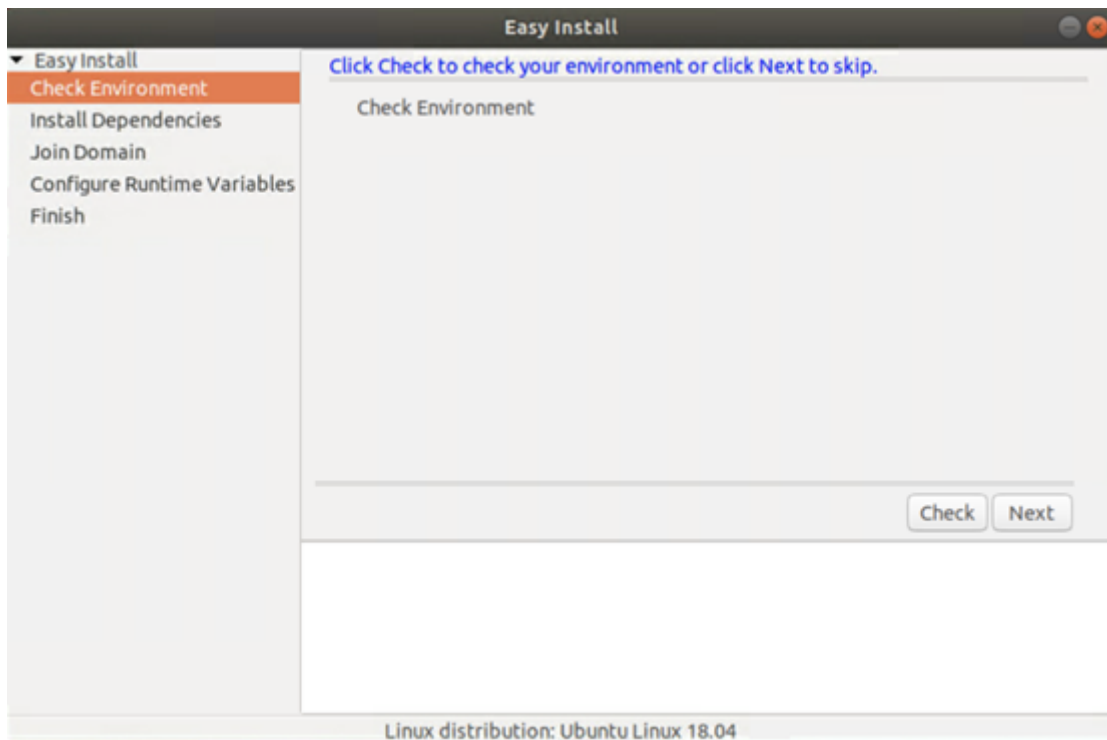 Easy Install
Easy Install
Check Environment
Install Dependencies
Join Domain
Configure Runtime Variables
Finish
Click Check to check your environment or click Next to skip.
Check Environment
Check Next
Linux distribution: Ubuntu Linux 18.04